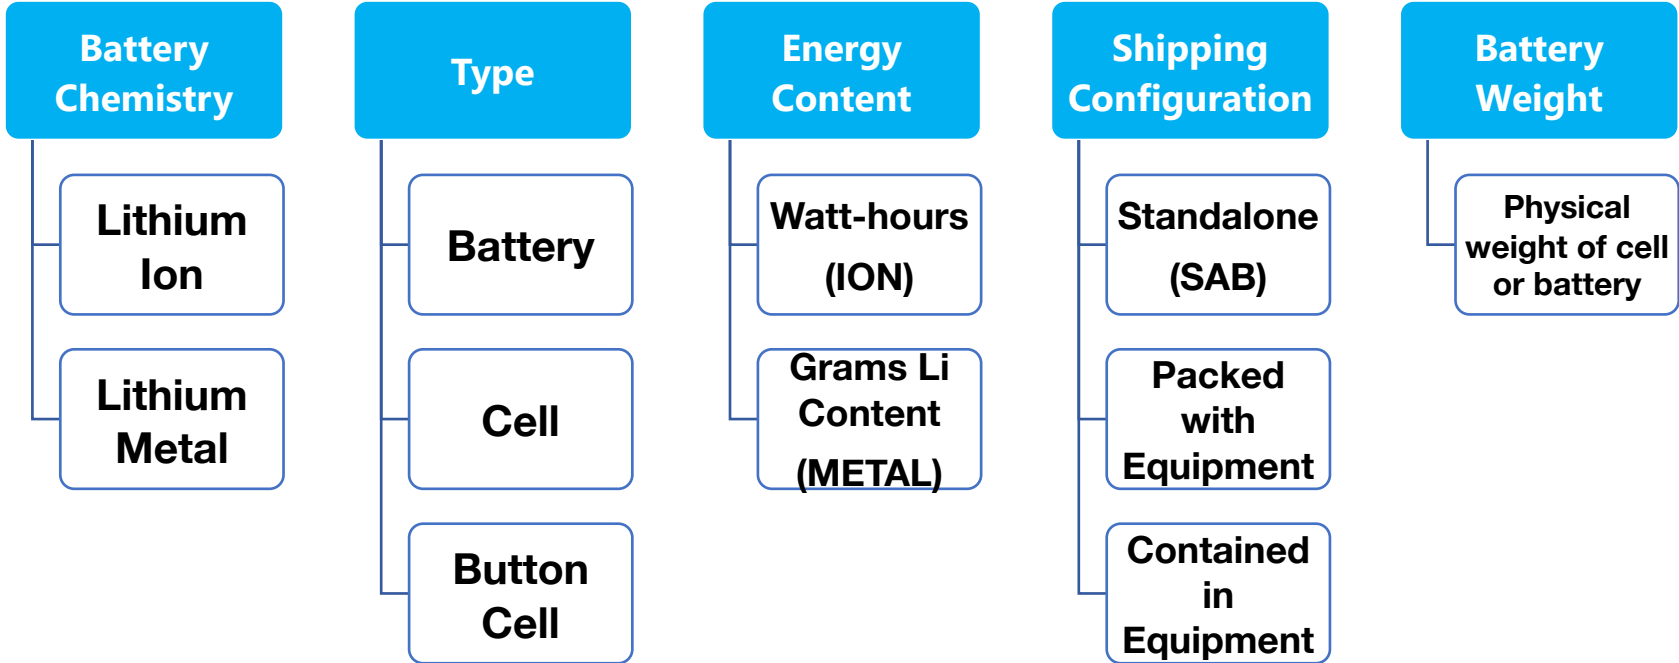 Battery
Chemistry
Lithium
Ion
Lithium
Metal
Type
Battery
Cell
Button
Cell
Energy
Content
Watt-hours
(ION)
Grams Li
Content
(METAL)
Shipping
Configuration
Standalone
(SAB)
Packed
with
Equipment
Contained
in
Equipment
Battery
Weight
Physical
weight of cell
or battery